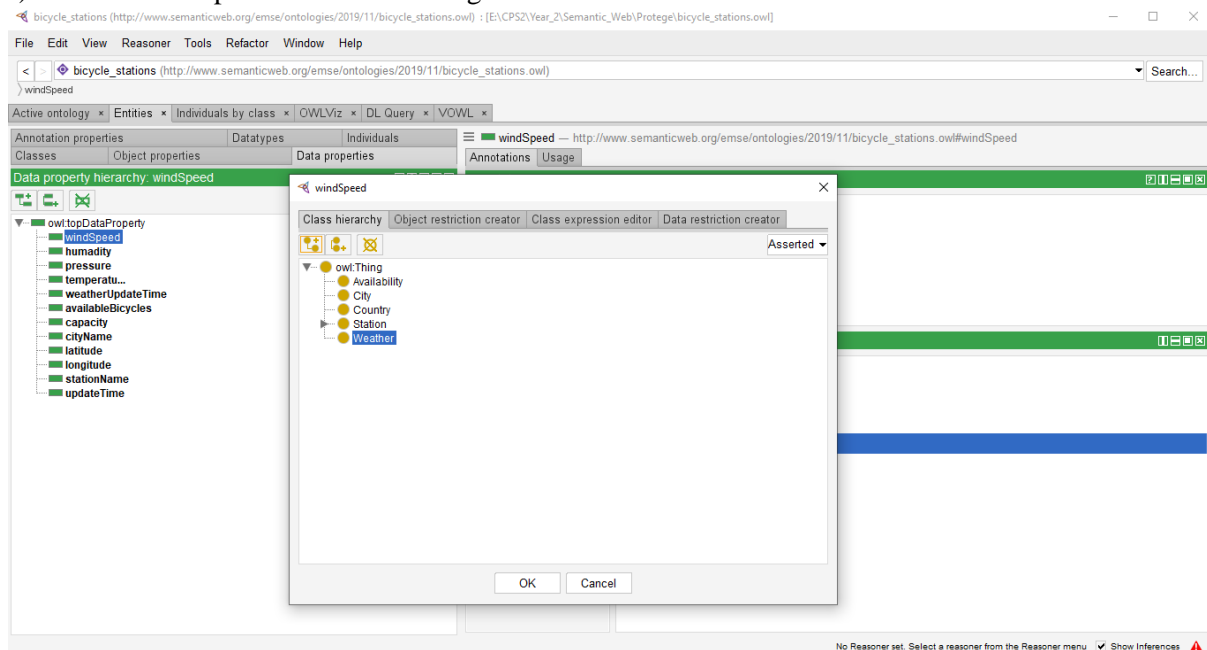 bicycle_stations (http://www.semanticweb.org/emse/ontologies/2019/11/bicycle_stations.owl) : [E:\CPS2\Year_2\Semantic_Web\Protege\bicycle_stations.owl]
File Edit View Reasoner Tools Refactor Window Help
< > bicycle_stations (http://www.semanticweb.org/emse/ontologies/2019/11/bicycle_stations.owl) Search...
windSpeed
Active ontology × Entities × Individuals by class × OWLViz × DL Query × VOWL ×
Annotation properties Datatypes Individuals
Classes Object properties Data properties
windSpeed — http://www.semanticweb.org/emse/ontologies/2019/11/bicycle_stations.owl#windSpeed
Annotations Usage
Data property hierarchy: windSpeed
owl:topDataProperty
windSpeed
humadity
pressure
temperatu...
weatherUpdateTime
availableBicycles
capacity
cityName
latitude
longitude
stationName
updateTime
windSpeed
Class hierarchy Object restriction creator Class expression editor Data restriction creator
Asserted
owl:Thing
Availability
City
Country
Station
Weather
OK Cancel
No Reasoner set. Select a reasoner from the Reasoner menu Show Inferences